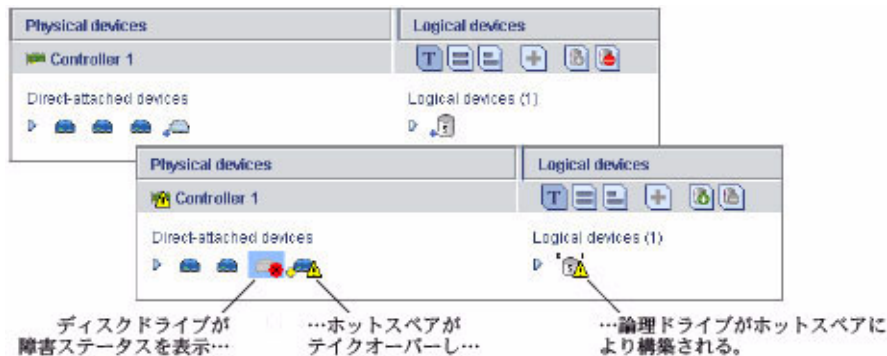 Physical devices
Logical devices
Controller 1
T
Direct-attached devices
Logical devices (1)
5
Physical devices
Logical devices
Controller 1
T
Direct-attached devices
Logical devices (1)
5
ディスクドライブが
障害ステータスを表示…
…ホットスペアが
テイクオーバーし…
…論理ドライブがホットスペアに
より構築される。